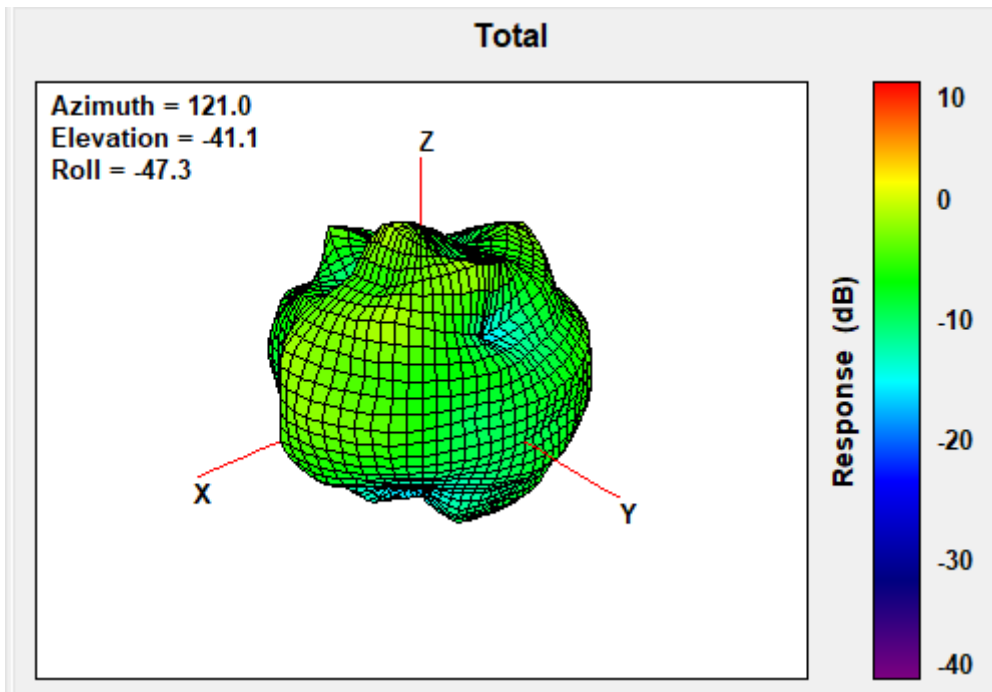 Total
Azimuth = 121.0
Elevation = -41.1
Roll = -47.3
Z
X
Y
10
0
-10
-20
-30
-40
Response (dB)